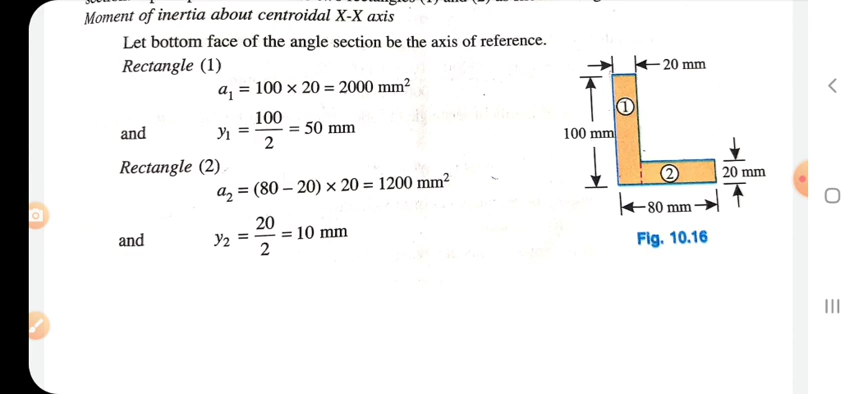 Moment of inertia about centroidal X-X axis
Let bottom face of the angle section be the axis of reference.
Rectangle (1)
a₁ = 100 × 20 = 2000 mm²
and y₁ = 100/2 = 50 mm
Rectangle (2)
a₂ = (80 – 20) × 20 = 1200 mm²
and y₂ = 20/2 = 10 mm
20 mm
1
100 mm
2
20 mm
80 mm
Fig. 10.16